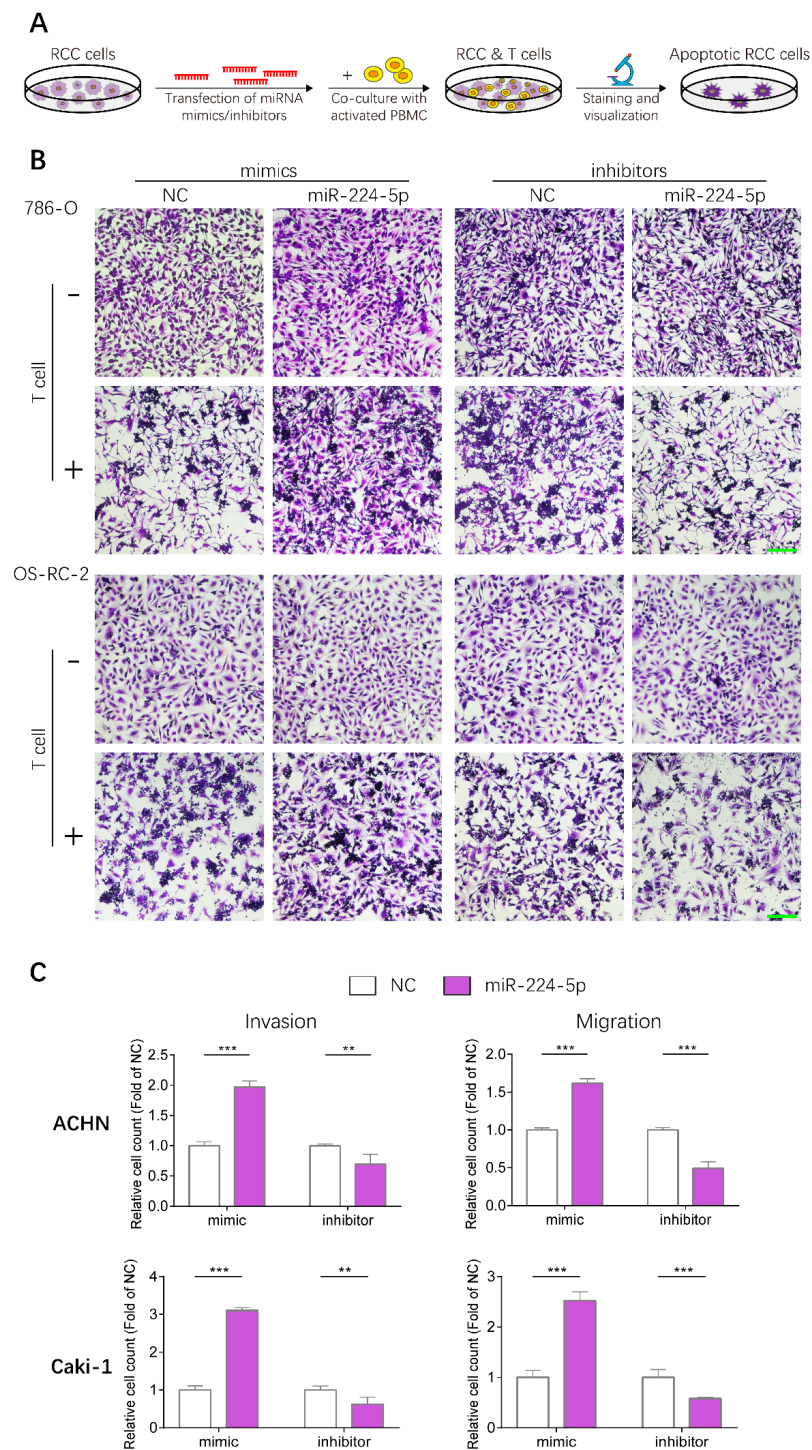 A
RCC cells
Transfection of miRNA
mimics/inhibitors
+
Co-culture with
activated PBMC
RCC & T cells
Staining and
visualization
Apoptotic RCC cells
B
mimics
inhibitors
NC
miR-224-5p
NC
miR-224-5p
786-O
-
T cell
+
OS-RC-2
-
T cell
+
C
NC
miR-224-5p
Invasion
Migration
ACHN
Relative cell count (Fold of NC)
2.5
2.0
1.5
1.0
0.5
0.0
***
**
mimic
inhibitor
Relative cell count (Fold of NC)
2.0
1.5
1.0
0.5
0.0
***
***
mimic
inhibitor
Caki-1
Relative cell count (Fold of NC)
4
3
2
1
0
***
**
mimic
inhibitor
Relative cell count (Fold of NC)
3
2
1
0
***
***
mimic
inhibitor